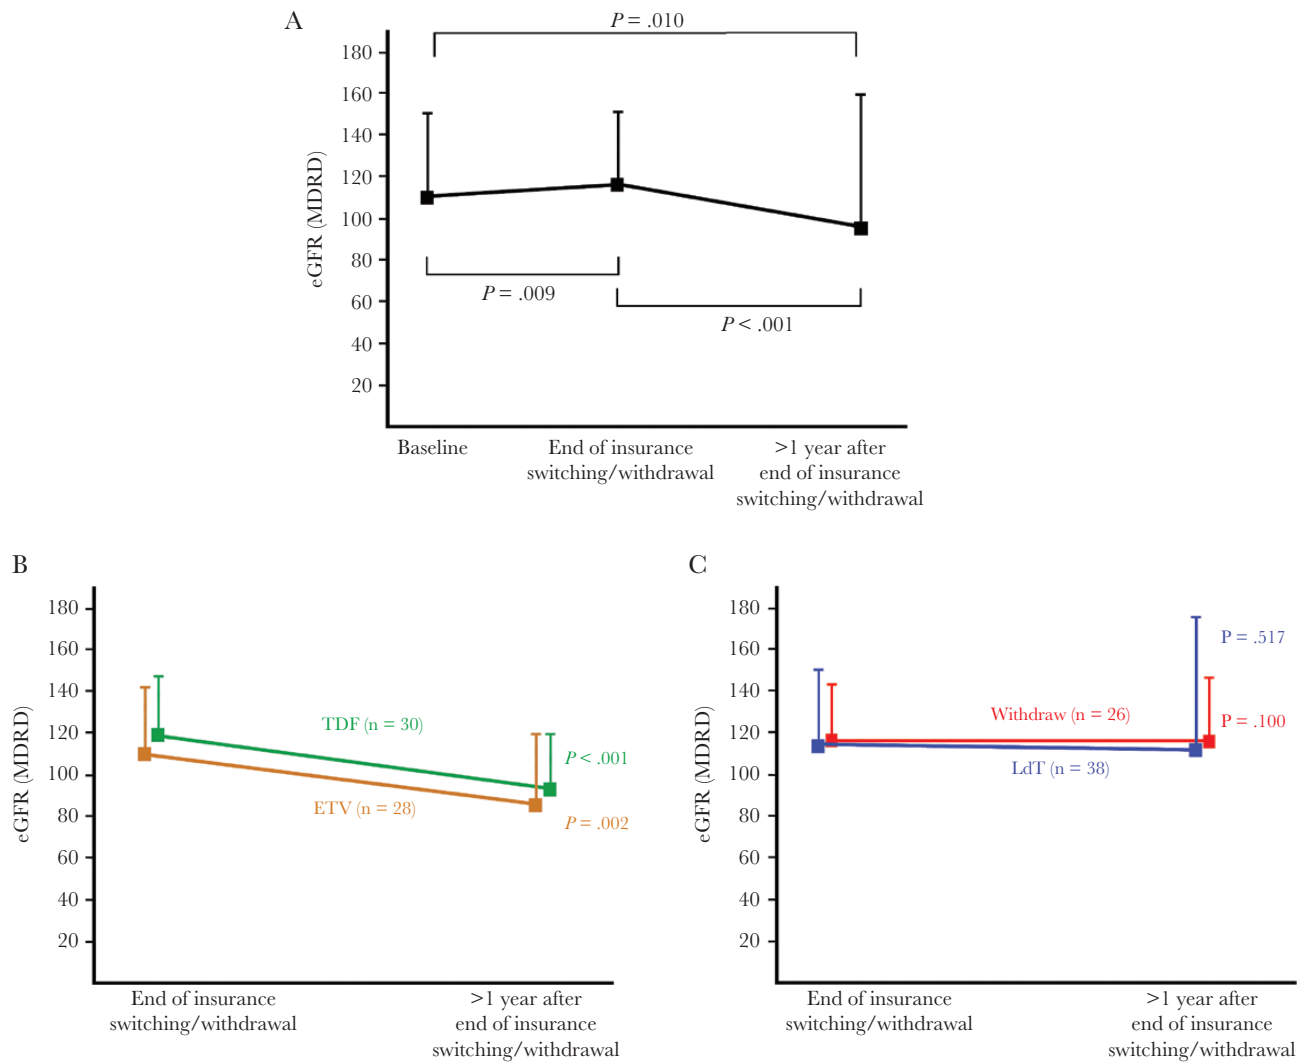 A
P = .010
180
160
140
120
100
80
60
40
20
eGFR (MDRD)
P = .009
P < .001
Baseline
End of insurance
switching/withdrawal
>1 year after
end of insurance
switching/withdrawal
B
180
160
140
120
100
80
60
40
20
eGFR (MDRD)
TDF (n = 30)
P < .001
ETV (n = 28)
P = .002
End of insurance
switching/withdrawal
>1 year after
end of insurance
switching/withdrawal
C
180
160
140
120
100
80
60
40
20
eGFR (MDRD)
P = .517
Withdraw (n = 26)
P = .100
LdT (n = 38)
End of insurance
switching/withdrawal
>1 year after
end of insurance
switching/withdrawal